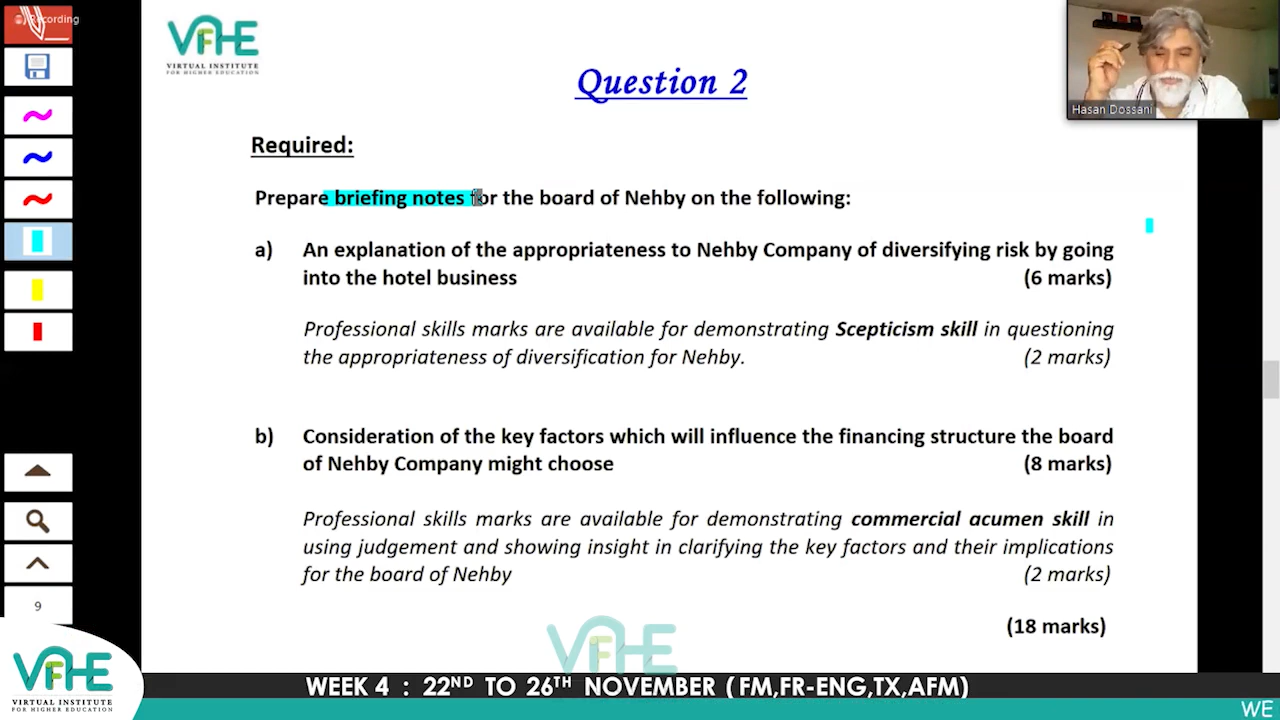 Recording
VIFHE
VIRTUAL INSTITUTE
FOR HIGHER EDUCATION
Hasan Dossani
Question 2
Required:
Prepare briefing notes for the board of Nehby on the following:
a) An explanation of the appropriateness to Nehby Company of diversifying risk by going
into the hotel business (6 marks)
Professional skills marks are available for demonstrating Scepticism skill in questioning
the appropriateness of diversification for Nehby. (2 marks)
b) Consideration of the key factors which will influence the financing structure the board
of Nehby Company might choose (8 marks)
Professional skills marks are available for demonstrating commercial acumen skill in
using judgement and showing insight in clarifying the key factors and their implications
for the board of Nehby (2 marks)
(18 marks)
9
VIFHE
VIFHE
VIRTUAL INSTITUTE
FOR HIGHER EDUCATION
WEEK 4 : 22ND TO 26TH NOVEMBER (FM,FR-ENG,TX,AFM)
WE